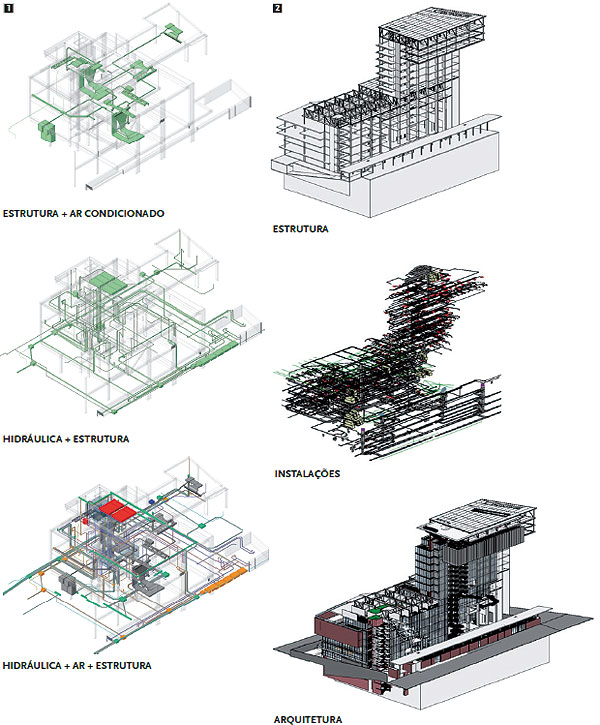 1
ESTRUTURA + AR CONDICIONADO
HIDRÁULICA + ESTRUTURA
HIDRÁULICA + AR + ESTRUTURA
2
ESTRUTURA
INSTALAÇÕES
ARQUITETURA